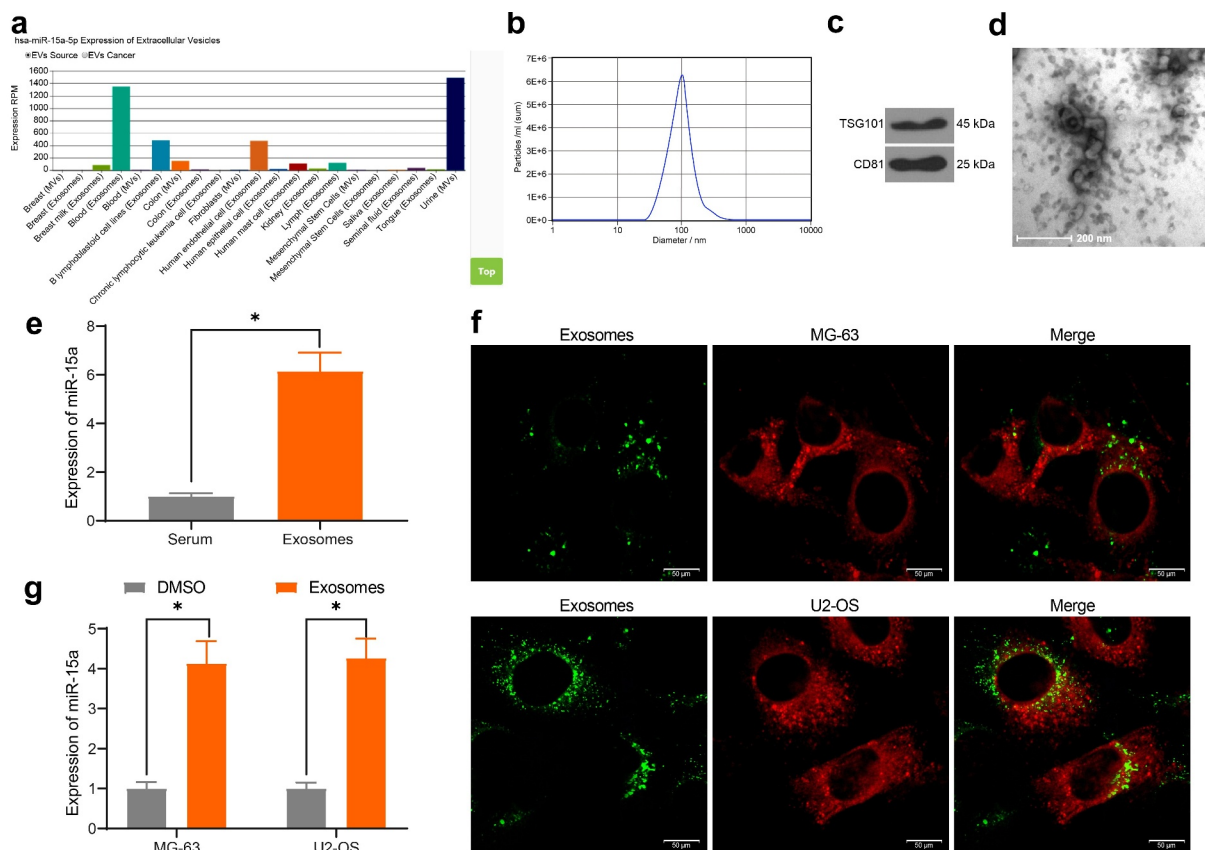 a
hsa-miR-15a-5p Expression of Extracellular Vesicles
EVs Source EVs Cancer
Expression RPM
1600
1400
1200
1000
800
600
400
200
0
Breast (MVs)
Breast (Exosomes)
Breast milk (Exosomes)
Blood (Exosomes)
Blood (MVs)
B lymphoblastoid cell lines (Exosomes)
Colon (MVs)
Colon (Exosomes)
Chronic lymphocytic leukemia cell (Exosomes)
Fibroblasts (MVs)
Human endothelial cell (Exosomes)
Human epithelial cell (Exosomes)
Human mast cell (Exosomes)
Kidney (Exosomes)
Lymph (Exosomes)
Mesenchymal Stem Cells (MVs)
Mesenchymal Stem Cells (Exosomes)
Saliva (Exosomes)
Seminal fluid (Exosomes)
Tongue (Exosomes)
Urine (MVs)
Top
b
Particles /ml (sum)
7E+6
6E+6
5E+6
4E+6
3E+6
2E+6
1E+6
0E+0
1 10 100 1000 10000
Diameter / nm
c
TSG101 45 kDa
CD81 25 kDa
d
200 nm
e
Expression of miR-15a
8
6
4
2
0
*
Serum Exosomes
f
Exosomes MG-63 Merge
50 µm 50 µm 50 µm
Exosomes U2-OS Merge
50 µm 50 µm 50 µm
g
DMSO Exosomes
Expression of miR-15a
5
4
3
2
1
0
* *
MG-63 U2-OS